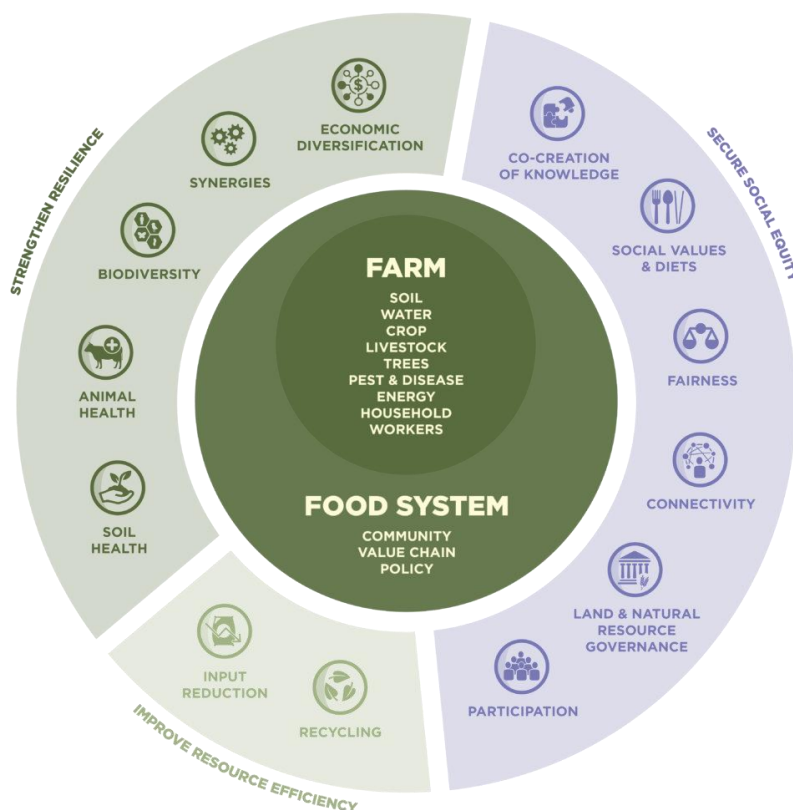 STRENGTHEN RESILIENCE
ECONOMIC
DIVERSIFICATION
SYNERGIES
BIODIVERSITY
ANIMAL
HEALTH
SOIL
HEALTH
SECURE SOCIAL EQUITY
CO-CREATION
OF KNOWLEDGE
SOCIAL VALUES
& DIETS
FAIRNESS
CONNECTIVITY
LAND & NATURAL
RESOURCE
GOVERNANCE
PARTICIPATION
IMPROVE RESOURCE EFFICIENCY
INPUT
REDUCTION
RECYCLING
FARM
SOIL
WATER
CROP
LIVESTOCK
TREES
PEST & DISEASE
ENERGY
HOUSEHOLD
WORKERS
FOOD SYSTEM
COMMUNITY
VALUE CHAIN
POLICY
$